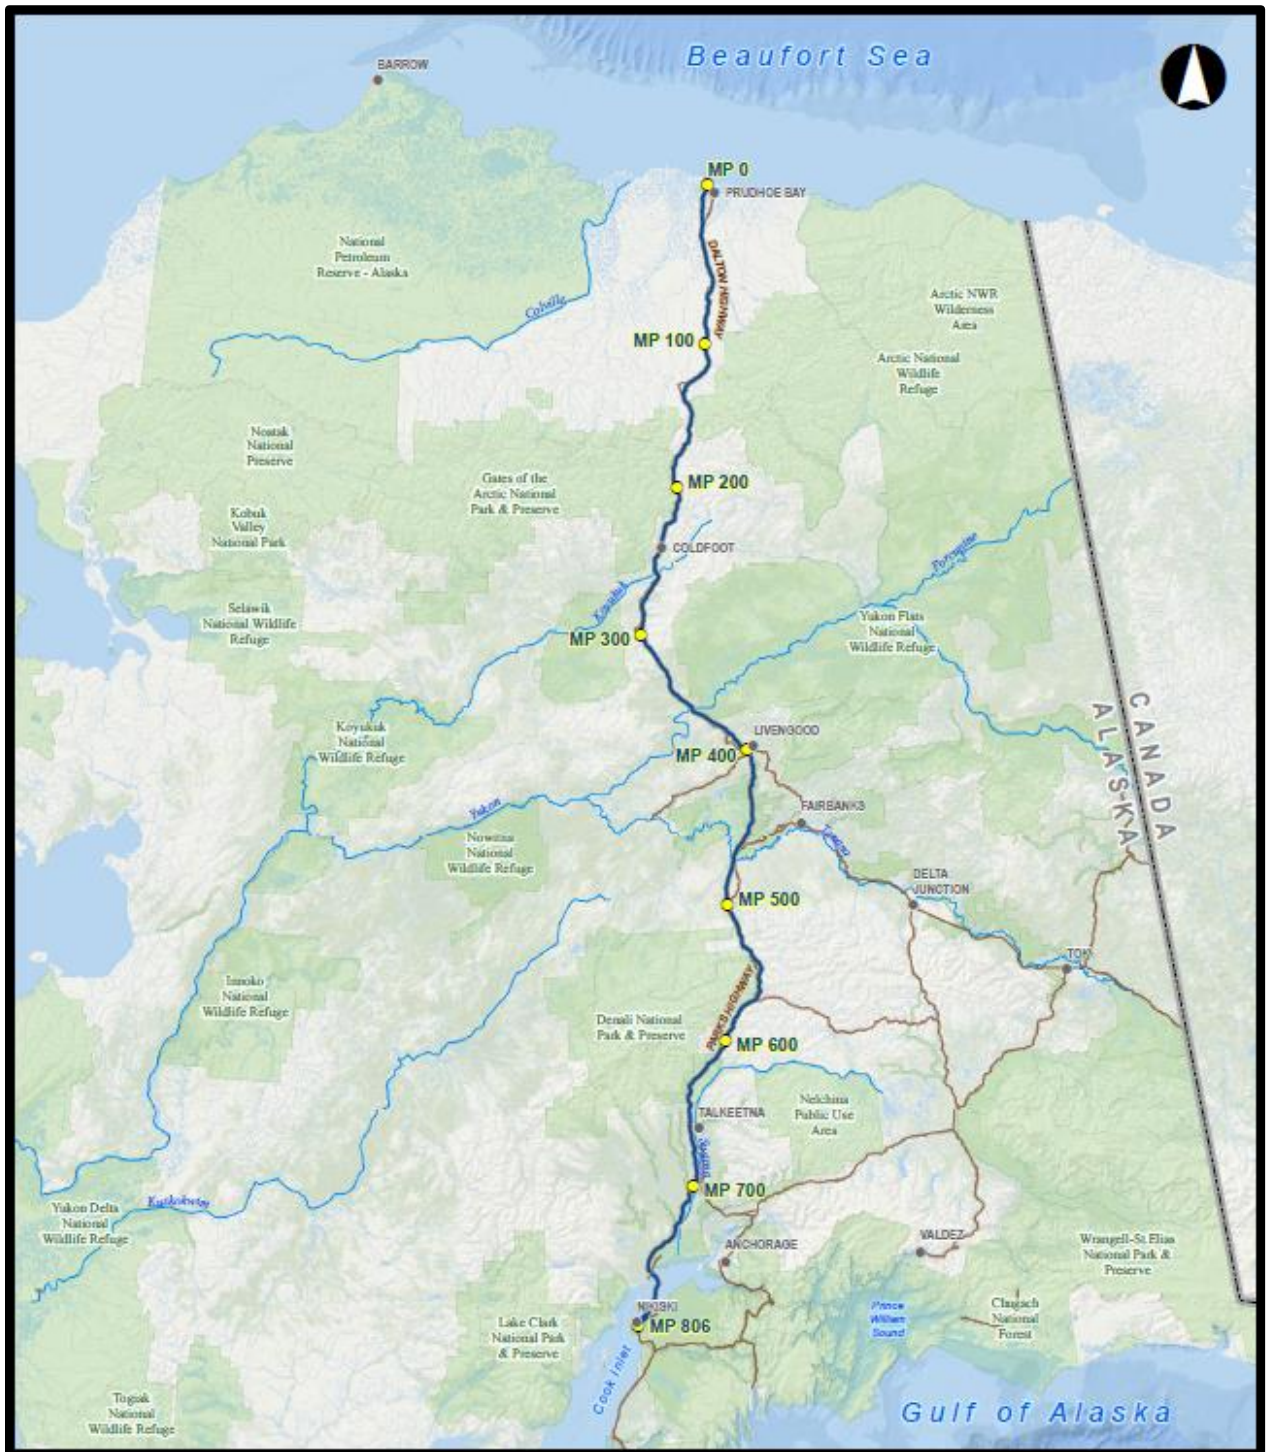 Beaufort Sea
BARROW
MP 0
PRUDHOE BAY
National
Petroleum
Reserve - Alaska
DALTON HIGHWAY
Arctic NWR
Wilderness
Area
Colville
MP 100
Arctic National
Wildlife
Refuge
Noatak
National
Preserve
Gates of the
Arctic National
Park & Preserve
MP 200
Kobuk
Valley
National Park
COLDFOOT
Porcupine
Koyukuk
Selawik
National Wildlife
Refuge
MP 300
Yukon Flats
National
Wildlife Refuge
CANADA
ALASKA
Koyukuk
National
Wildlife Refuge
LIVENGOOD
MP 400
Yukon
FAIRBANKS
Tanana
Nowitna
National
Wildlife Refuge
DELTA
JUNCTION
MP 500
TOK
Innoko
National
Wildlife Refuge
PARKS HIGHWAY
Denali National
Park & Preserve
MP 600
Nelchina
Public Use
Area
TALKEETNA
Susitna
MP 700
Yukon Delta
National
Wildlife Refuge
Kuskokwim
ANCHORAGE
VALDEZ
Wrangell-St Elias
National Park &
Preserve
NIKISKI
MP 806
Prince
William
Sound
Chugach
National
Forest
Lake Clark
National Park
& Preserve
Cook Inlet
Togiak
National
Wildlife Refuge
Gulf of Alaska